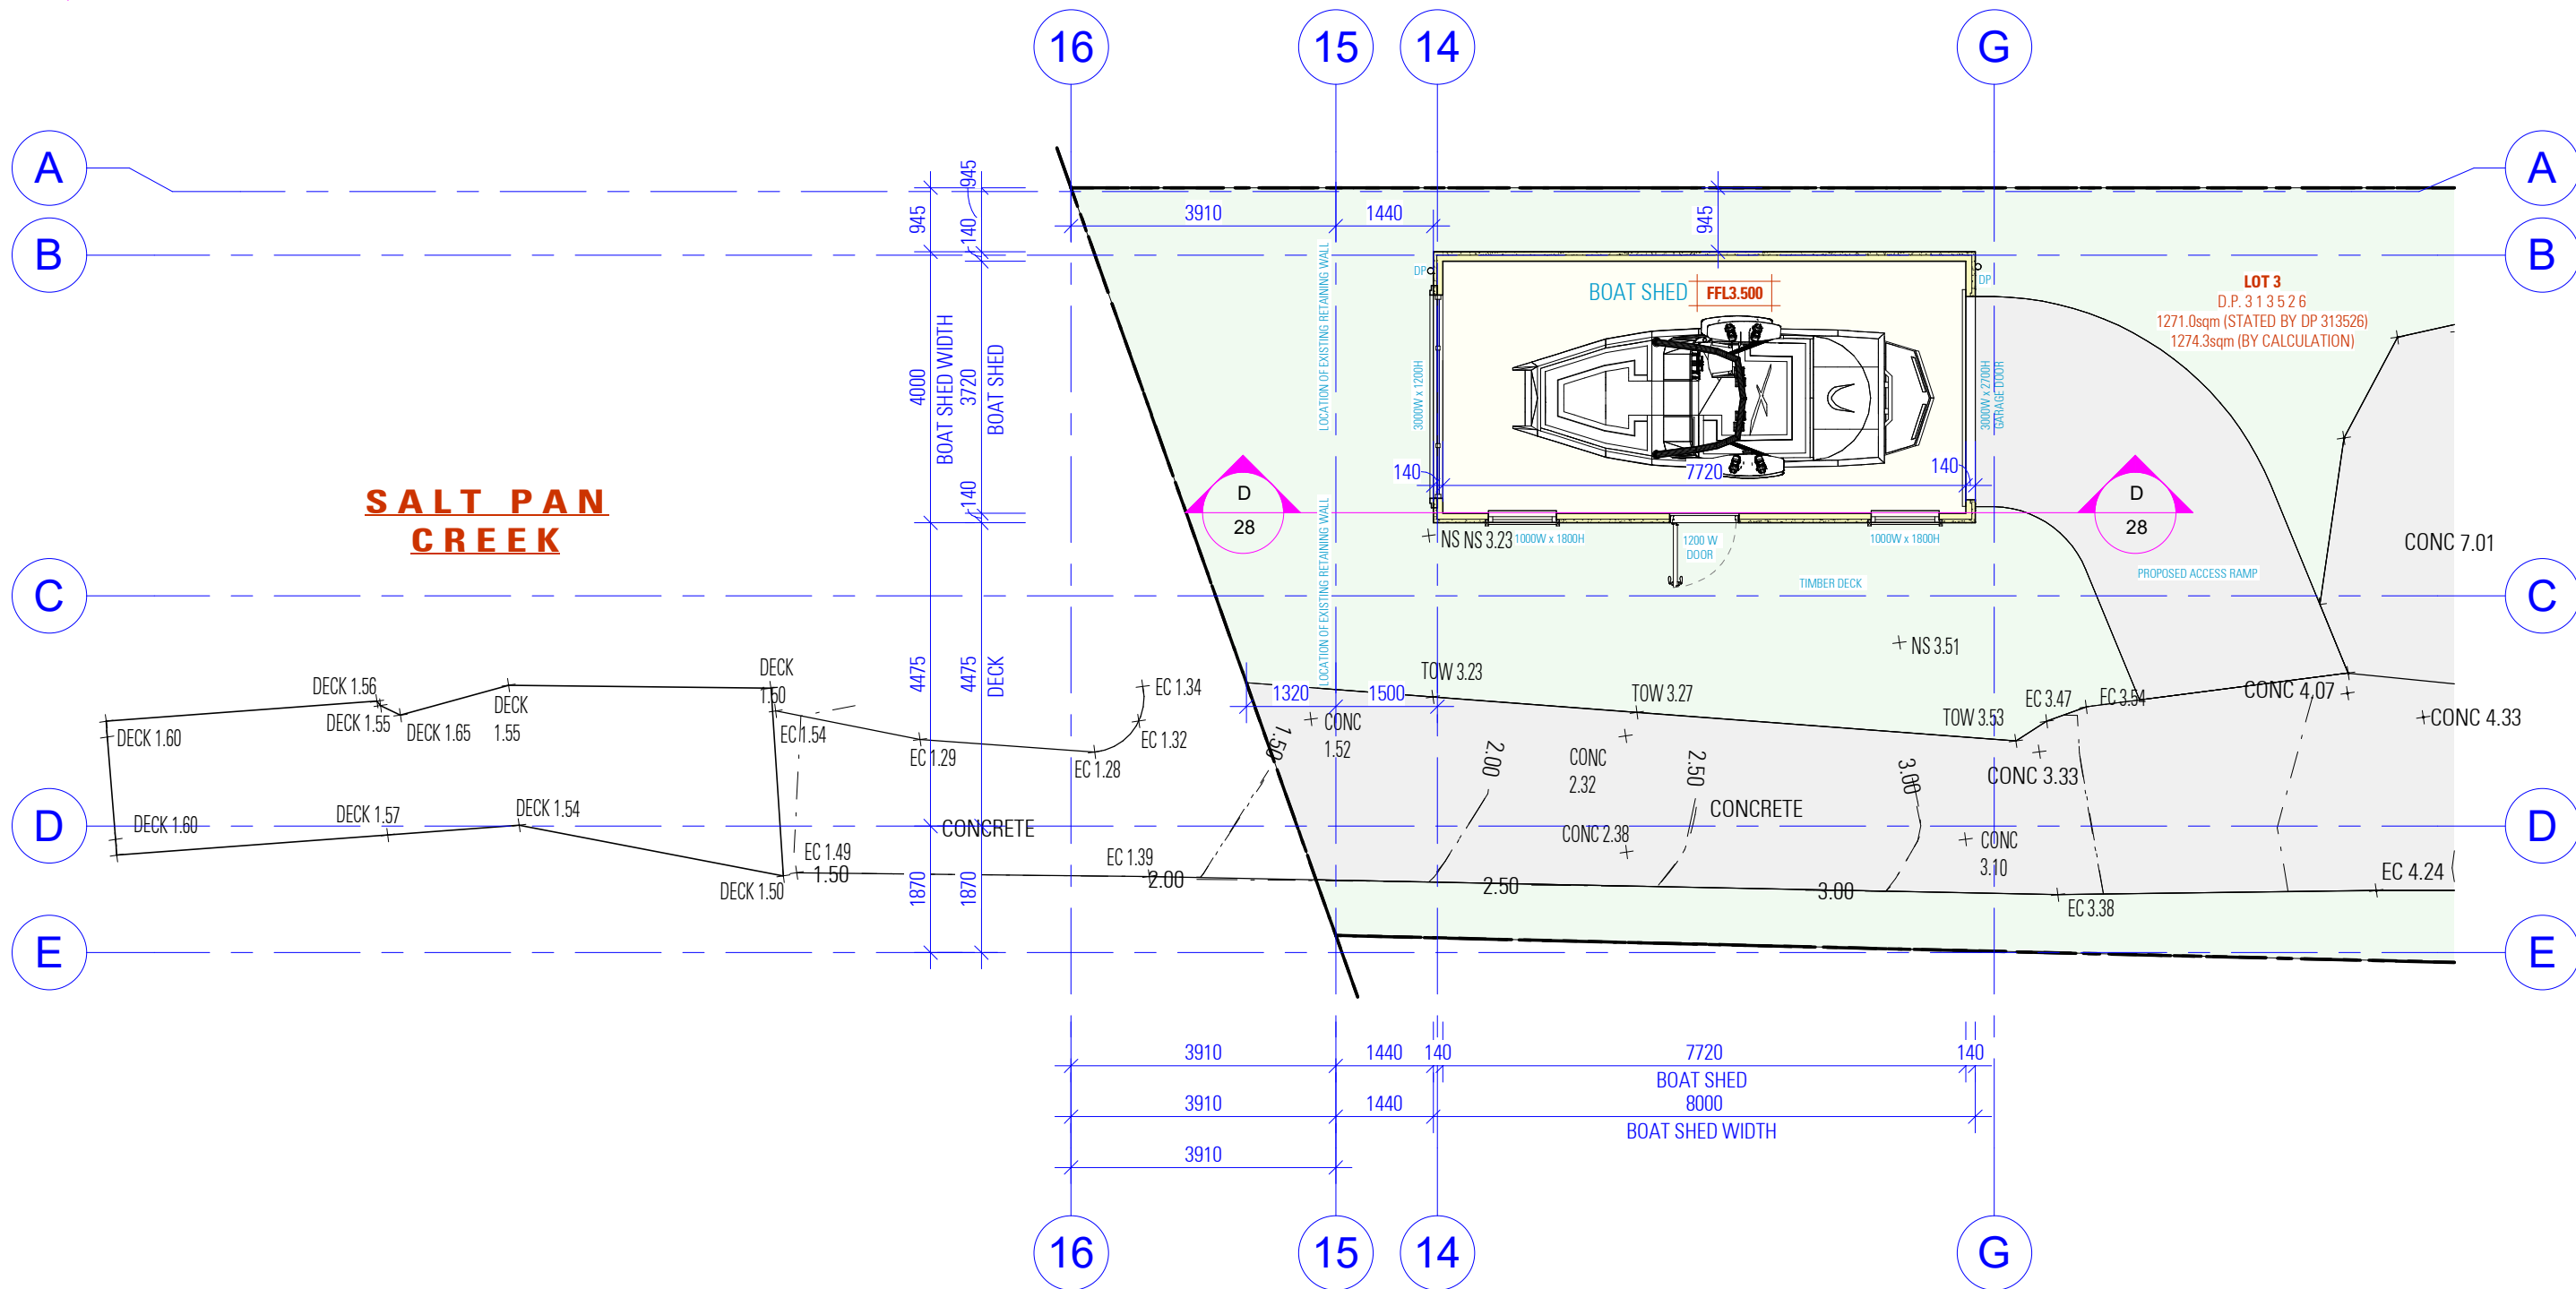 16
15
14
G
A
A
B
B
C
C
D
D
E
E
945
945
140
945
3910
1440
4000
BOAT SHED WIDTH
3720
BOAT SHED
140
4475
4475
DECK
1870
1870
LOCATION OF EXISTING RETAINING WALL
LOCATION OF EXISTING RETAINING WALL
DP
DP
BOAT SHED
FFL3.500
3000W x 1200H
3000W x 2700H
GARAGE DOOR
140
7720
140
LOT 3
D.P. 3 1 3 5 2 6
1271.0sqm (STATED BY DP 313526)
1274.3sqm (BY CALCULATION)
SALT PAN
CREEK
D
28
D
28
NS NS 3.23
1000W x 1800H
1200 W
DOOR
1000W x 1800H
TIMBER DECK
PROPOSED ACCESS RAMP
CONC 7.01
NS 3.51
DECK 1.56
DECK 1.55
DECK 1.65
DECK
1.55
DECK
1.50
DECK 1.60
EC 1.54
EC 1.34
EC 1.32
EC 1.29
EC 1.28
1320
1500
TOW 3.23
TOW 3.27
TOW 3.53
EC 3.47
EC 3.54
CONC 4.07
CONC 4.33
CONC
1.52
1.50
2.00
CONC
2.32
2.50
3.00
CONC 3.33
DECK 1.60
DECK 1.57
DECK 1.54
CONCRETE
CONCRETE
CONC 2.38
CONC
3.10
EC 1.49
1.50
DECK 1.50
EC 1.39
2.00
2.50
3.00
EC 3.38
EC 4.24
3910
1440
140
7720
140
BOAT SHED
3910
1440
8000
BOAT SHED WIDTH
3910
16
15
14
G